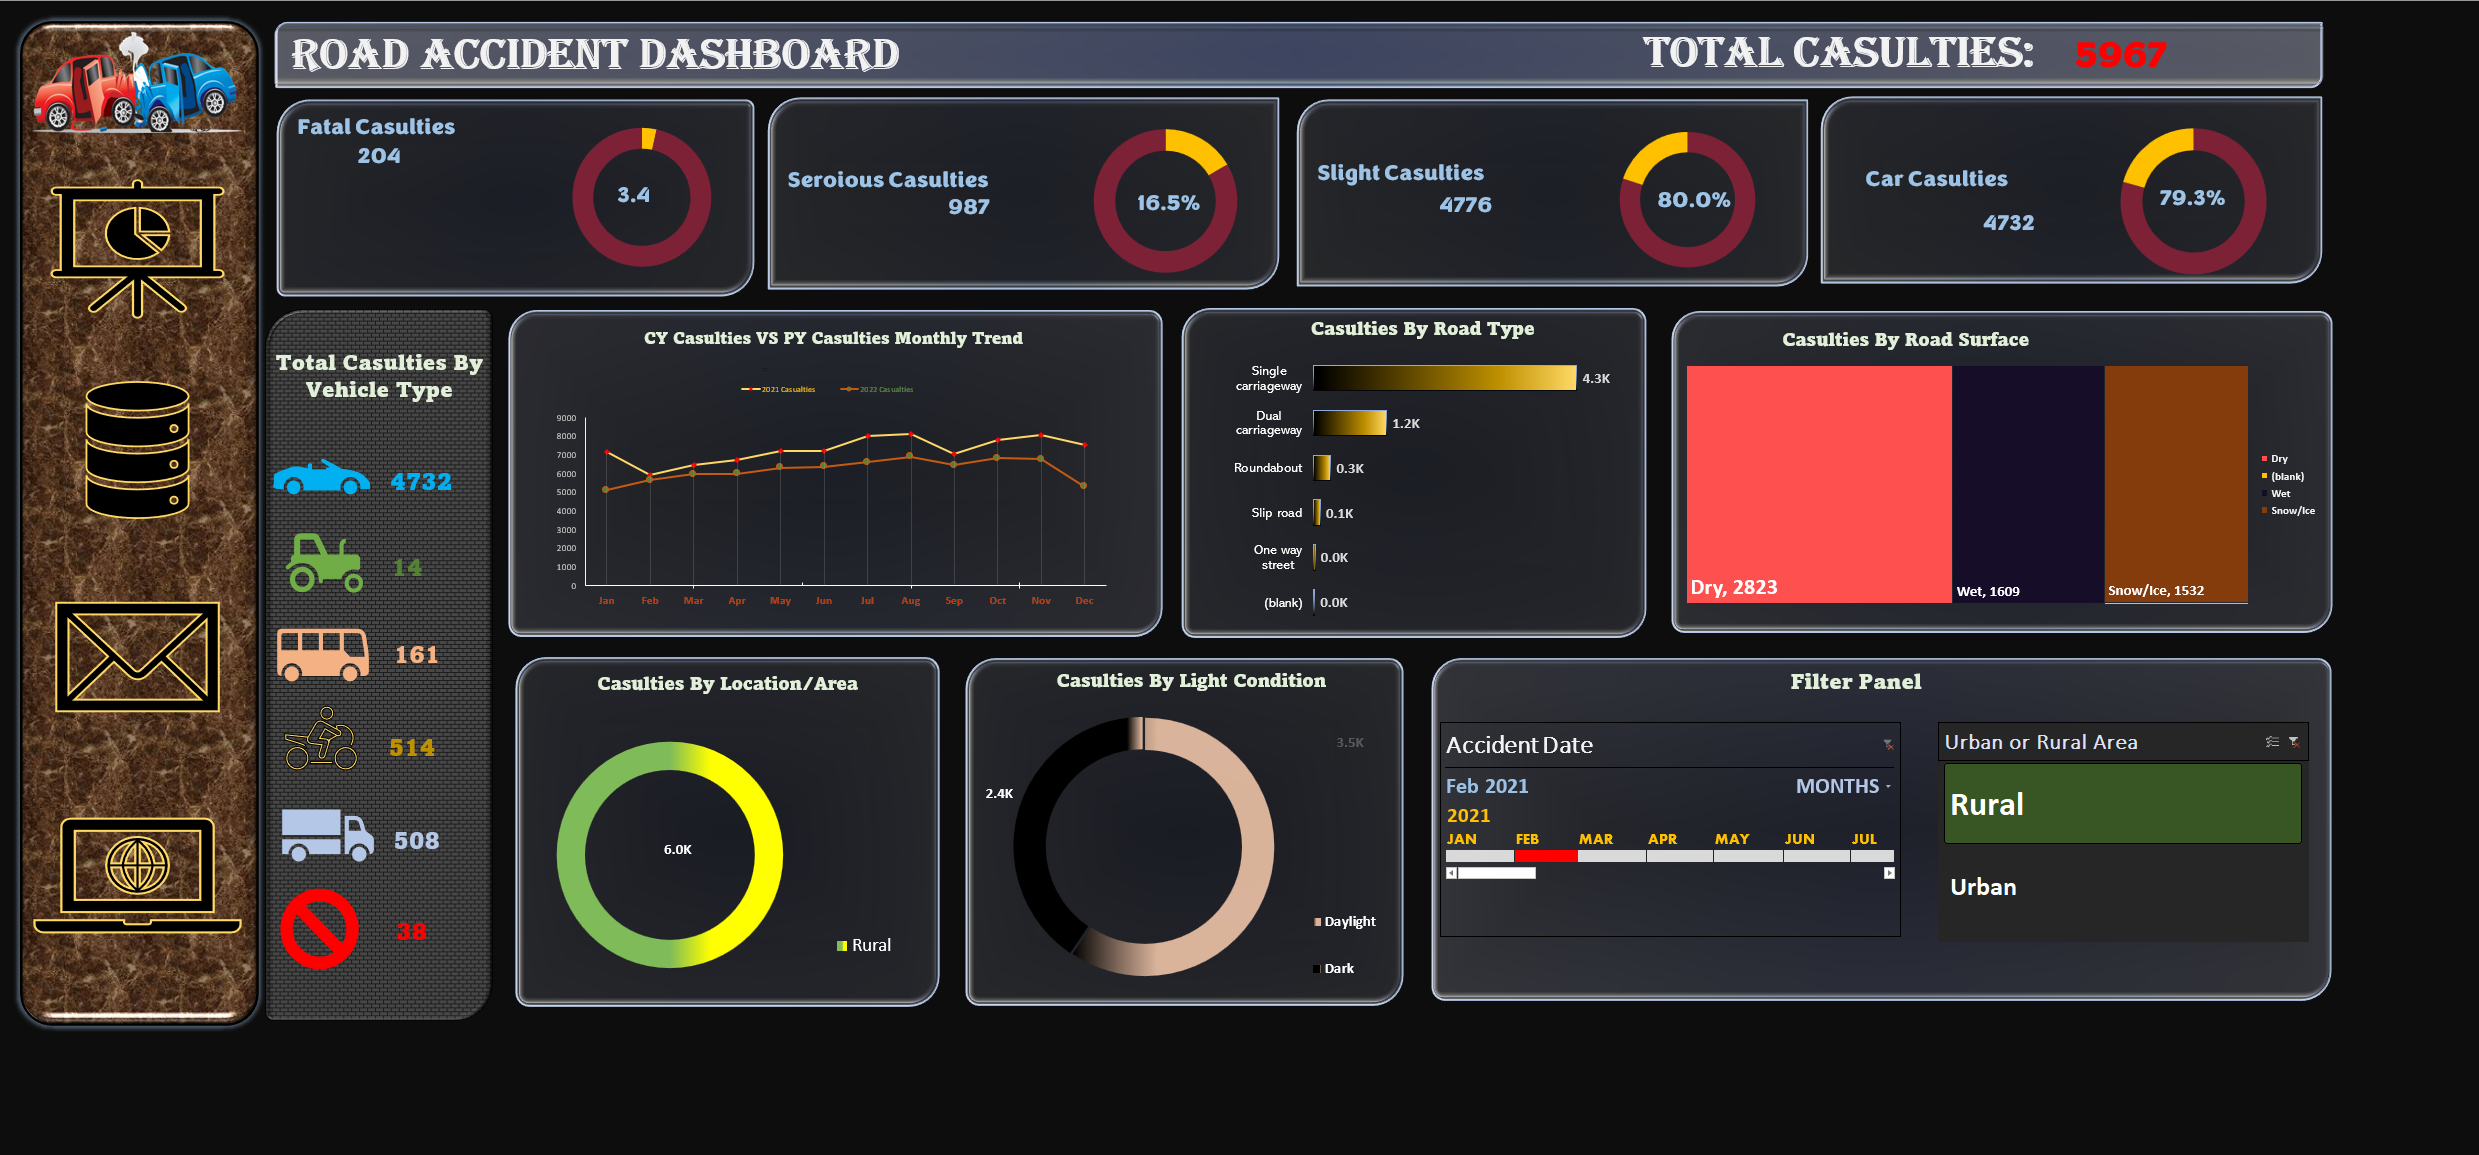 ROAD ACCIDENT DASHBOARD
TOTAL CASULTIES: 5967
Fatal Casulties
204
3.4
Seroious Casulties
987
16.5%
Slight Casulties
4776
80.0%
Car Casulties
4732
79.3%
Total Casulties By
Vehicle Type
4732
14
161
514
508
38
CY Casulties VS PY Casulties Monthly Trend
2021 Casualties
2022 Casualties
9000
8000
7000
6000
5000
4000
3000
2000
1000
0
Jan Feb Mar Apr May Jun Jul Aug Sep Oct Nov Dec
Casulties By Road Type
Single
carriageway
4.3K
Dual
carriageway
1.2K
Roundabout
0.3K
Slip road
0.1K
One way
street
0.0K
(blank)
0.0K
Casulties By Road Surface
Dry, 2823
Wet, 1609
Snow/Ice, 1532
Dry
(blank)
Wet
Snow/Ice
Casulties By Location/Area
6.0K
Rural
Casulties By Light Condition
3.5K
2.4K
Daylight
Dark
Filter Panel
Accident Date
Feb 2021
MONTHS
2021
JAN FEB MAR APR MAY JUN JUL
Urban or Rural Area
Rural
Urban